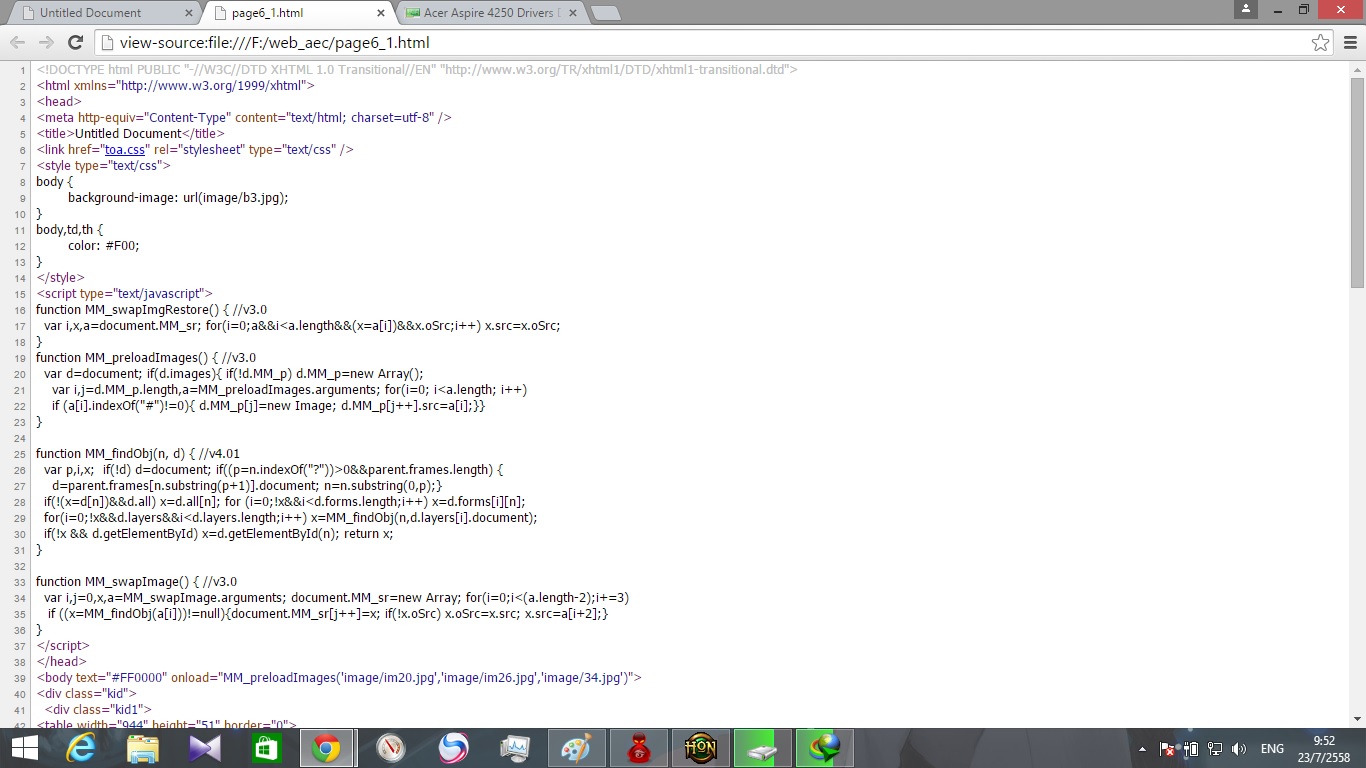 Untitled Document
page6_1.html
Acer Aspire 4250 Drivers D
view-source:file:///F:/web_aec/page6_1.html
1 <!DOCTYPE html PUBLIC "-//W3C//DTD XHTML 1.0 Transitional//EN" "http://www.w3.org/TR/xhtml1/DTD/xhtml1-transitional.dtd">
2 <html xmlns="http://www.w3.org/1999/xhtml">
3 <head>
4 <meta http-equiv="Content-Type" content="text/html; charset=utf-8" />
5 <title>Untitled Document</title>
6 <link href="toa.css" rel="stylesheet" type="text/css" />
7 <style type="text/css">
8 body {
9 background-image: url(image/b3.jpg);
10 }
11 body,td,th {
12 color: #F00;
13 }
14 </style>
15 <script type="text/javascript">
16 function MM_swapImgRestore() { //v3.0
17 var i,x,a=document.MM_sr; for(i=0;a&&i<a.length&&(x=a[i])&&x.oSrc;i++) x.src=x.oSrc;
18 }
19 function MM_preloadImages() { //v3.0
20 var d=document; if(d.images){ if(!d.MM_p) d.MM_p=new Array();
21 var i,j=d.MM_p.length,a=MM_preloadImages.arguments; for(i=0; i<a.length; i++)
22 if (a[i].indexOf("#")!=0){ d.MM_p[j]=new Image; d.MM_p[j++].src=a[i];}}
23 }
24
25 function MM_findObj(n, d) { //v4.01
26 var p,i,x;  if(!d) d=document; if((p=n.indexOf("?"))>0&&parent.frames.length) {
27 d=parent.frames[n.substring(p+1)].document; n=n.substring(0,p);}
28 if(!(x=d[n])&&d.all) x=d.all[n]; for (i=0;!x&&i<d.forms.length;i++) x=d.forms[i][n];
29 for(i=0;!x&&d.layers&&i<d.layers.length;i++) x=MM_findObj(n,d.layers[i].document);
30 if(!x && d.getElementById) x=d.getElementById(n); return x;
31 }
32
33 function MM_swapImage() { //v3.0
34 var i,j=0,x,a=MM_swapImage.arguments; document.MM_sr=new Array; for(i=0;i<(a.length-2);i+=3)
35 if ((x=MM_findObj(a[i]))!=null){document.MM_sr[j++]=x; if(!x.oSrc) x.oSrc=x.src; x.src=a[i+2];}
36 }
37 </script>
38 </head>
39 <body text="#FF0000" onload="MM_preloadImages('image/im20.jpg','image/im26.jpg','image/34.jpg')">
40 <div class="kid">
41 <div class="kid1">
42 <table width="944" height="51" border="0">
HON
ENG
9:52
23/7/2558